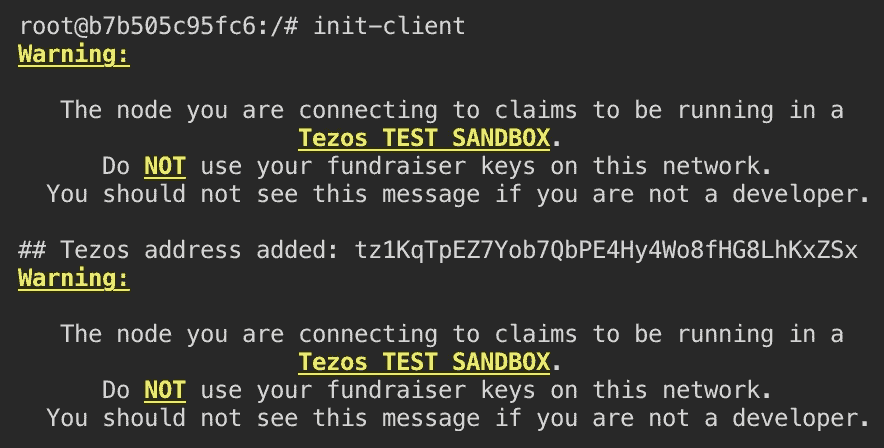 root@b7b505c95fc6:/# init-client
Warning:
The node you are connecting to claims to be running in a
Tezos TEST SANDBOX.
Do NOT use your fundraiser keys on this network.
You should not see this message if you are not a developer.
## Tezos address added: tz1KqTpEZ7Yob7QbPE4Hy4Wo8fHG8LhKxZSx
Warning:
The node you are connecting to claims to be running in a
Tezos TEST SANDBOX.
Do NOT use your fundraiser keys on this network.
You should not see this message if you are not a developer.